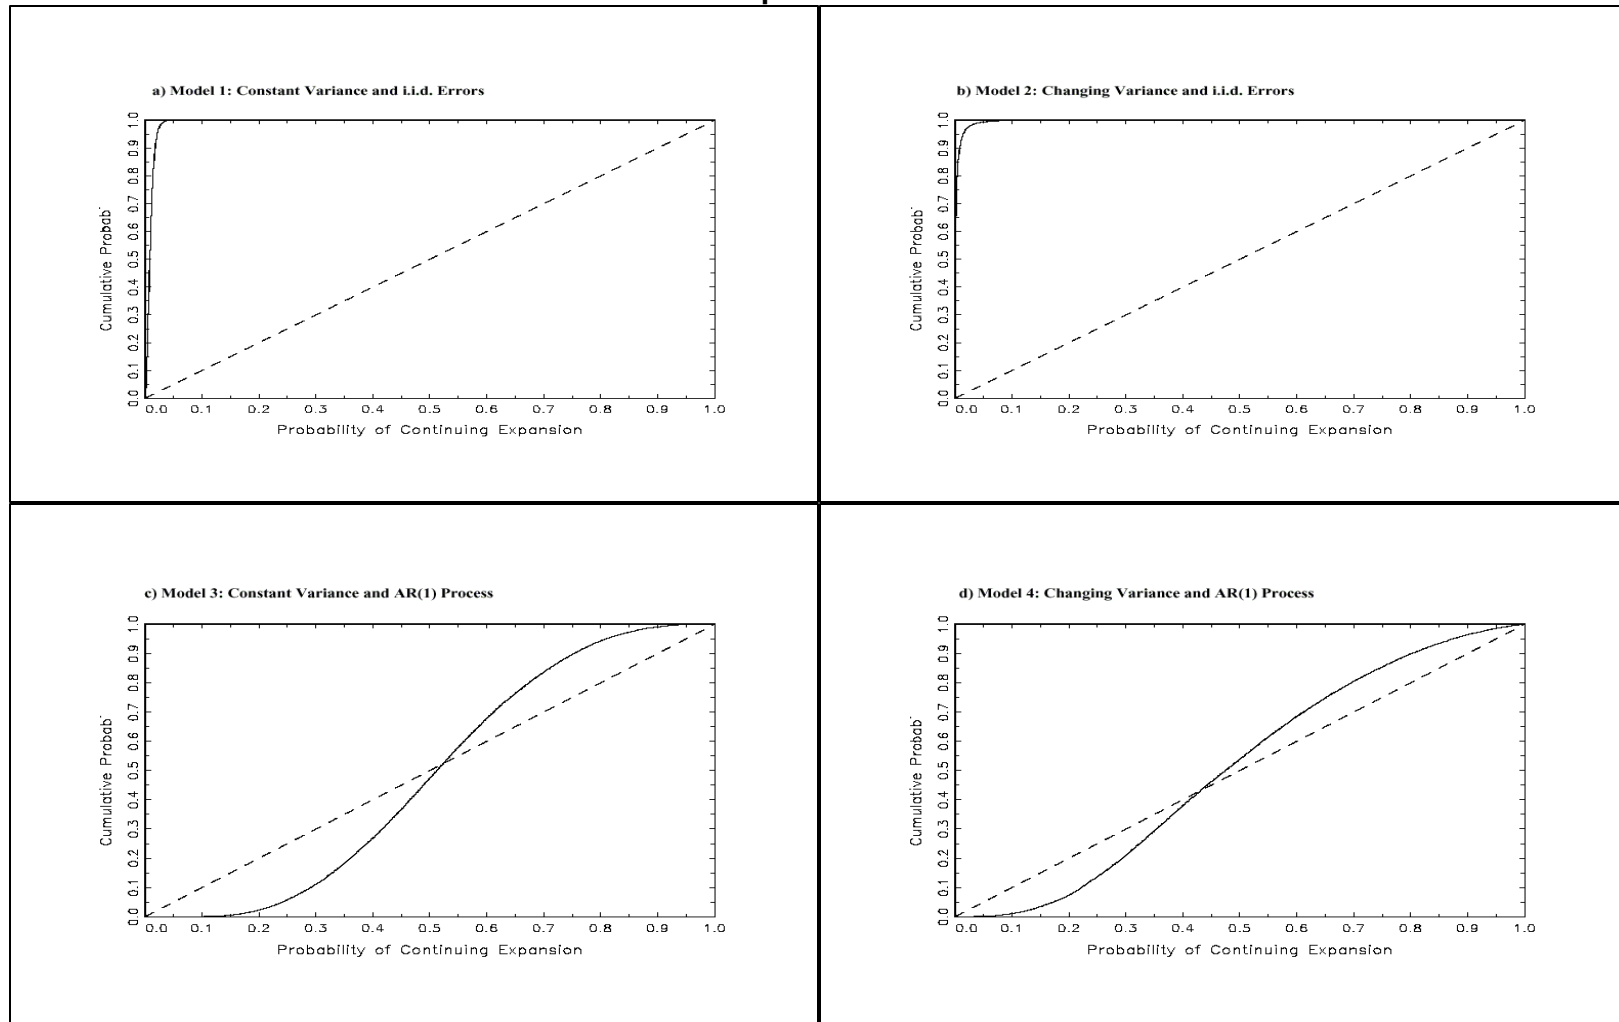 a) Model 1: Constant Variance and i.i.d. Errors
Cumulative Probab
1.0
0.9
0.8
0.7
0.6
0.5
0.4
0.3
0.2
0.1
0.0
0.0 0.1 0.2 0.3 0.4 0.5 0.6 0.7 0.8 0.9 1.0
Probability of Continuing Expansion
b) Model 2: Changing Variance and i.i.d. Errors
Cumulative Probab
1.0
0.9
0.8
0.7
0.6
0.5
0.4
0.3
0.2
0.1
0.0
0.0 0.1 0.2 0.3 0.4 0.5 0.6 0.7 0.8 0.9 1.0
Probability of Continuing Expansion
c) Model 3: Constant Variance and AR(1) Process
Cumulative Probab
1.0
0.9
0.8
0.7
0.6
0.5
0.4
0.3
0.2
0.1
0.0
0.0 0.1 0.2 0.3 0.4 0.5 0.6 0.7 0.8 0.9 1.0
Probability of Continuing Expansion
d) Model 4: Changing Variance and AR(1) Process
Cumulative Probab
1.0
0.9
0.8
0.7
0.6
0.5
0.4
0.3
0.2
0.1
0.0
0.0 0.1 0.2 0.3 0.4 0.5 0.6 0.7 0.8 0.9 1.0
Probability of Continuing Expansion